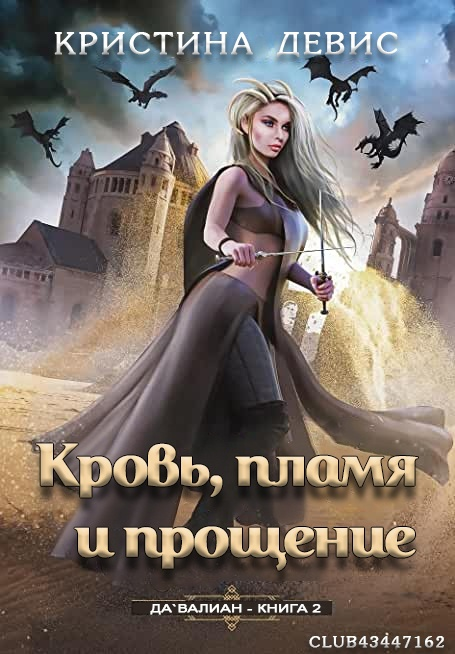 КРИСТИНА ДЕВИС
Кровь, пламя
и прощение
ДА`ВАЛИАН - КНИГА 2
CLUB43447162